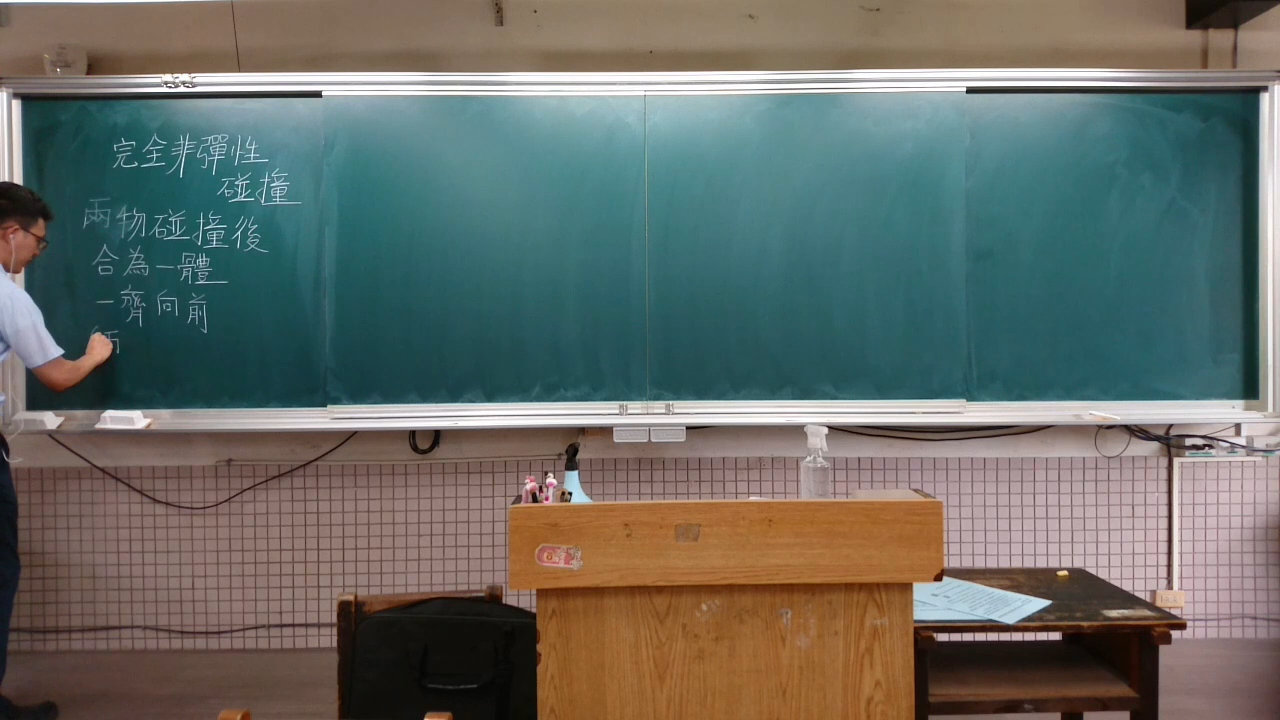 完全非彈性
碰撞
兩物碰撞後
合為一體
一齊向前